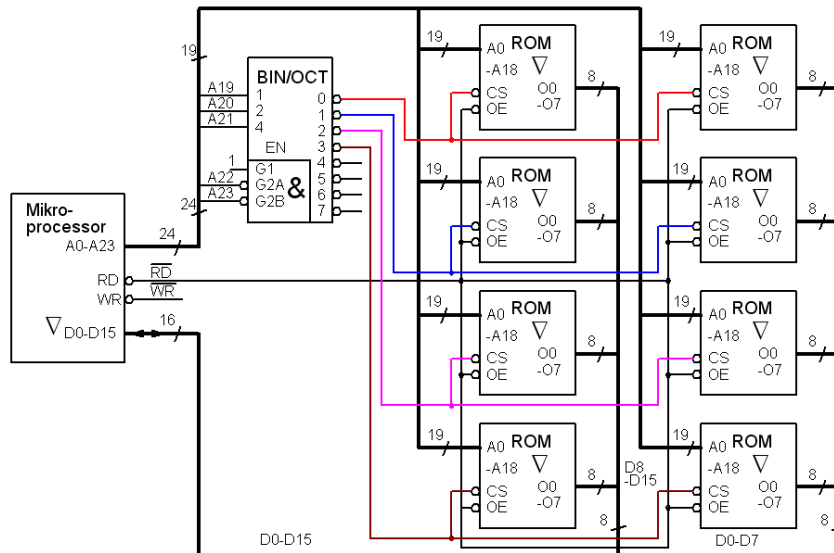 19
A19
A20
A21
1
A22
A23
24
BIN/OCT
1
2
4
EN
G1
G2A
G2B
&
0
1
2
3
4
5
6
7
Mikro-
processor
A0-A23
RD
WR
D0-D15
24
RD
WR
16
D0-D15
19
A0
ROM
-A18
CS
OE
O0
-O7
8
19
A0
ROM
-A18
CS
OE
O0
-O7
8
19
A0
ROM
-A18
CS
OE
O0
-O7
8
19
A0
ROM
-A18
CS
OE
O0
-O7
8
19
A0
ROM
-A18
CS
OE
O0
-O7
8
19
A0
ROM
-A18
CS
OE
O0
-O7
8
19
A0
ROM
-A18
CS
OE
O0
-O7
8
D8
-D15
8
19
A0
ROM
-A18
CS
OE
O0
-O7
8
D0-D7
8